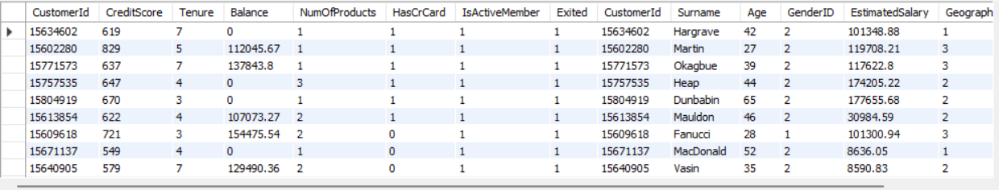 CustomerId CreditScore Tenure Balance NumOfProducts HasCrCard IsActiveMember Exited CustomerId Surname Age GenderID EstimatedSalary Geograph
15634602 619 7 0 1 1 1 1 15634602 Hargrave 42 2 101348.88 1
15602280 829 5 112045.67 1 1 1 1 15602280 Martin 27 2 119708.21 3
15771573 637 7 137843.8 1 1 1 1 15771573 Okagbue 39 2 117622.8 3
15757535 647 4 0 3 1 1 1 15757535 Heap 44 2 174205.22 2
15804919 670 3 0 1 1 1 1 15804919 Dunbabin 65 2 177655.68 2
15613854 622 4 107073.27 2 1 1 1 15613854 Mauldon 46 2 30984.59 2
15609618 721 3 154475.54 2 0 1 1 15609618 Fanucci 28 1 101300.94 3
15671137 549 4 0 1 0 1 1 15671137 MacDonald 52 2 8636.05 1
15640905 579 7 129490.36 2 0 1 1 15640905 Vasin 35 2 8590.83 2